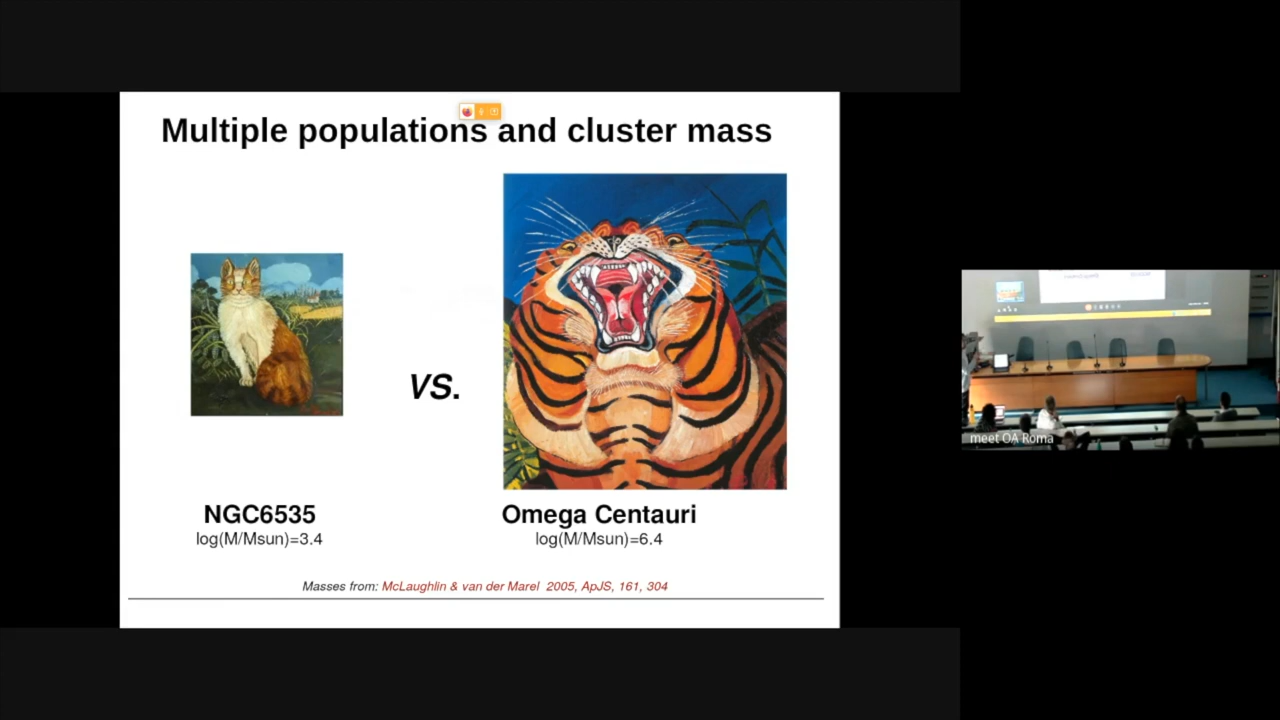 Multiple populations and cluster mass
VS.
NGC6535
log(M/Msun)=3.4
Omega Centauri
log(M/Msun)=6.4
Masses from: McLaughlin & van der Marel 2005, ApJS, 161, 304
meet OA Roma